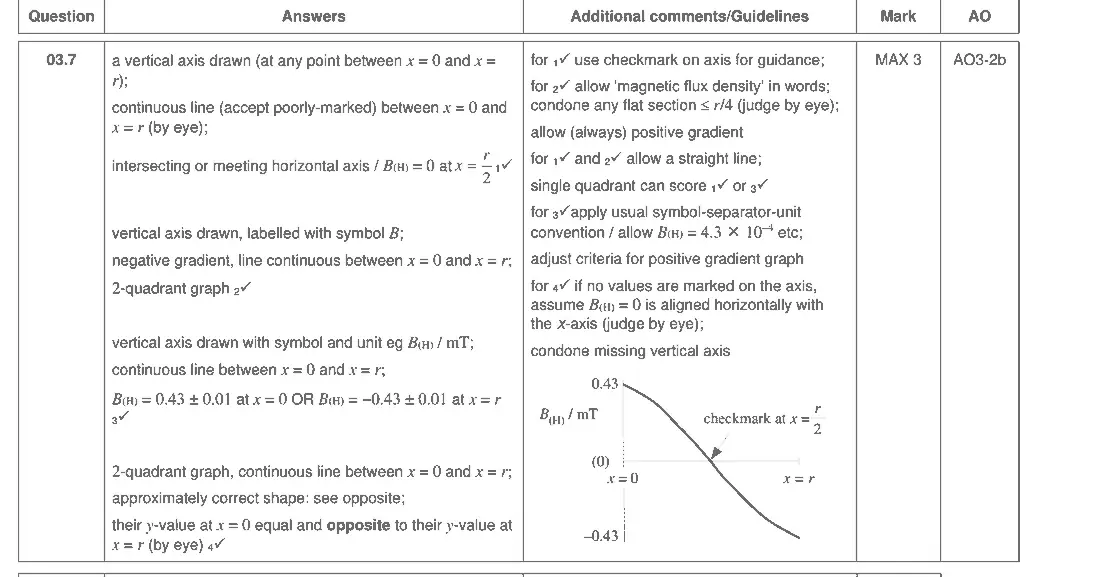 Question Answers Additional comments/Guidelines Mark AO
03.7
a vertical axis drawn (at any point between x = 0 and x =
r);
continuous line (accept poorly-marked) between x = 0 and
x = r (by eye);
intersecting or meeting horizontal axis / B(H) = 0 at x = r/2 1✓
vertical axis drawn, labelled with symbol B;
negative gradient, line continuous between x = 0 and x = r;
2-quadrant graph 2✓
vertical axis drawn with symbol and unit eg B(H) / mT;
continuous line between x = 0 and x = r;
B(H) = 0.43 ± 0.01 at x = 0 OR B(H) = −0.43 ± 0.01 at x = r
3✓
2-quadrant graph, continuous line between x = 0 and x = r;
approximately correct shape: see opposite;
their y-value at x = 0 equal and opposite to their y-value at
x = r (by eye) 4✓
for 1✓ use checkmark on axis for guidance;
for 2✓ allow 'magnetic flux density' in words;
condone any flat section ≤ r/4 (judge by eye);
allow (always) positive gradient
for 1✓ and 2✓ allow a straight line;
single quadrant can score 1✓ or 3✓
for 3✓apply usual symbol-separator-unit
convention / allow B(H) = 4.3 × 10⁻⁴ etc;
adjust criteria for positive gradient graph
for 4✓ if no values are marked on the axis,
assume B(H) = 0 is aligned horizontally with
the x-axis (judge by eye);
condone missing vertical axis
0.43
B(H) / mT
checkmark at x = r/2
(0)
x = 0
x = r
−0.43
MAX 3
AO3-2b